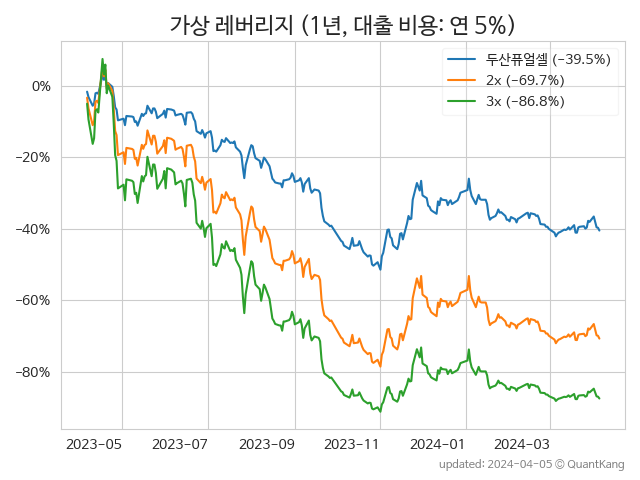 가상 레버리지 (1년, 대출 비용: 연 5%)
두산퓨얼셀 (−39.5%)
2x (−69.7%)
3x (−86.8%)
0%
−20%
−40%
−60%
−80%
2023-05 2023-07 2023-09 2023-11 2024-01 2024-03
updated: 2024-04-05 © QuantKang